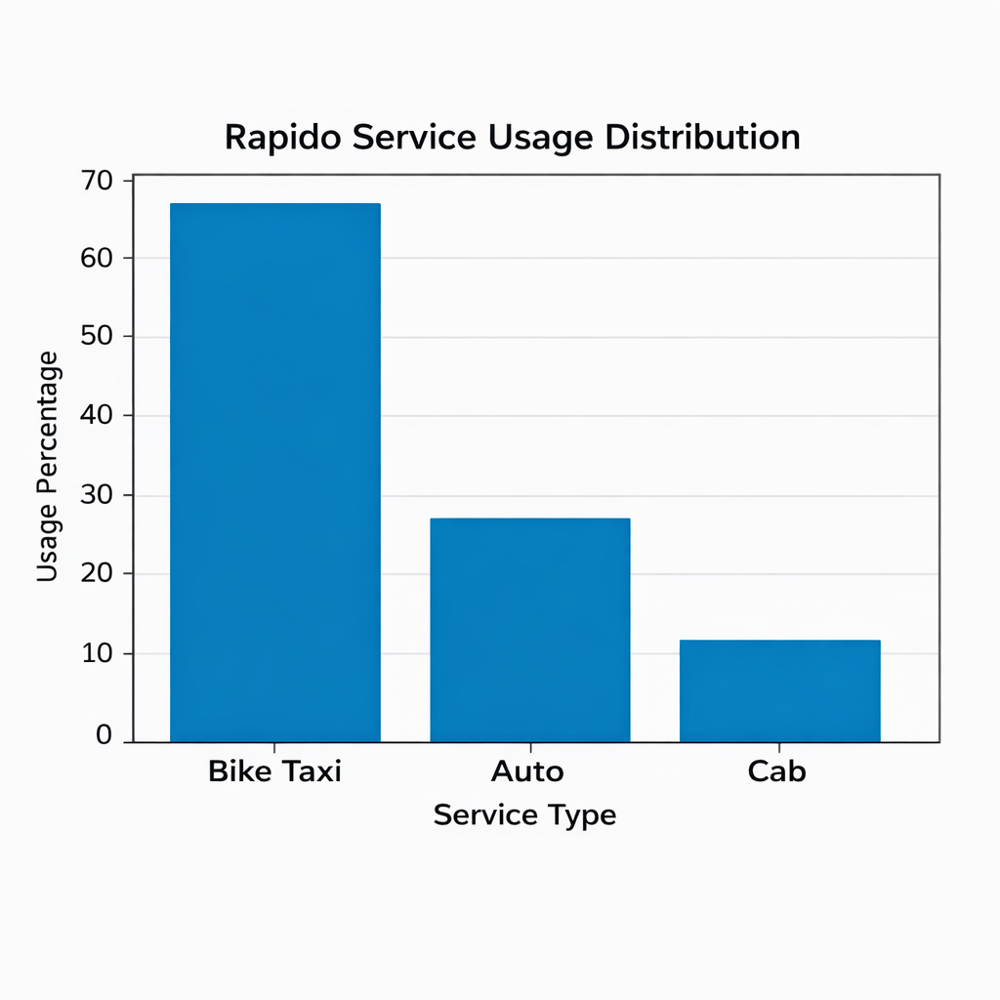 Rapido Service Usage Distribution
70
60
50
40
30
20
10
0
Usage Percentage
Bike Taxi
Auto
Cab
Service Type